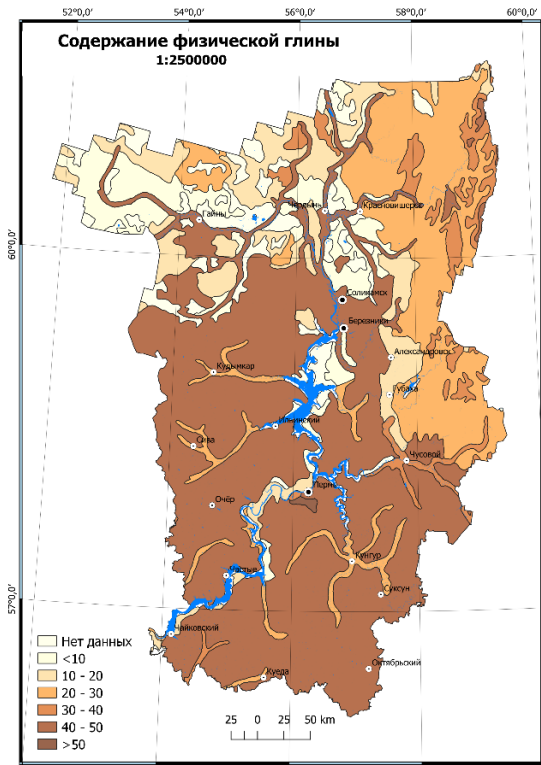 52°0,0'
54°0,0'
56°0,0'
58°0,0'
60°0,0'
Содержание физической глины
1:2500000
Гайны
Чердынь
Красновишерск
60°0,0'
Соликамск
Березники
Александровск
Кудымкар
Губаха
Ильинский
Сива
Чусовой
Пермь
Очёр
Кунгур
Частые
Суксун
57°0,0'
Чайковский
Октябрьский
Куеда
Нет данных
<10
10 - 20
20 - 30
30 - 40
40 - 50
>50
25 0 25 50 km